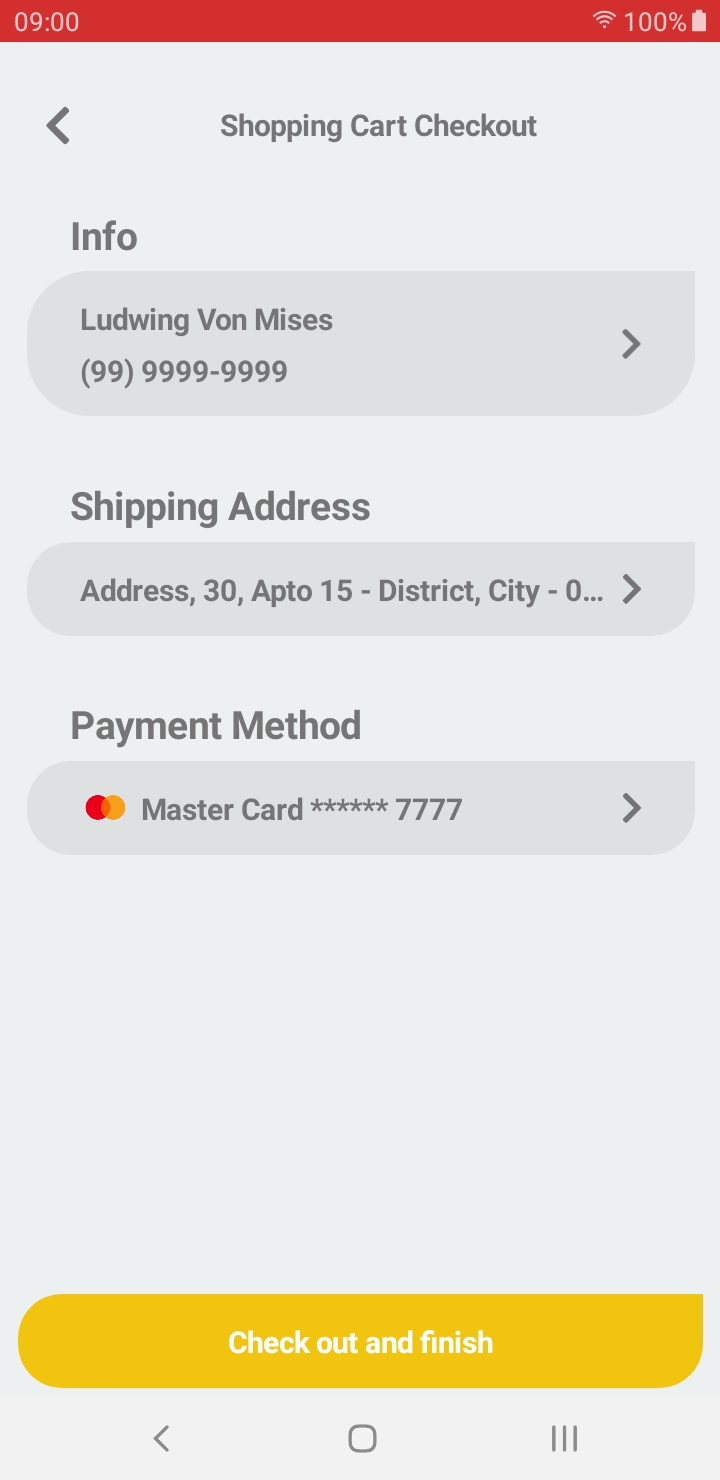 09:00
100%
Shopping Cart Checkout
Info
Ludwing Von Mises
(99) 9999-9999
Shipping Address
Address, 30, Apto 15 - District, City - 0...
Payment Method
Master Card ****** 7777
Check out and finish